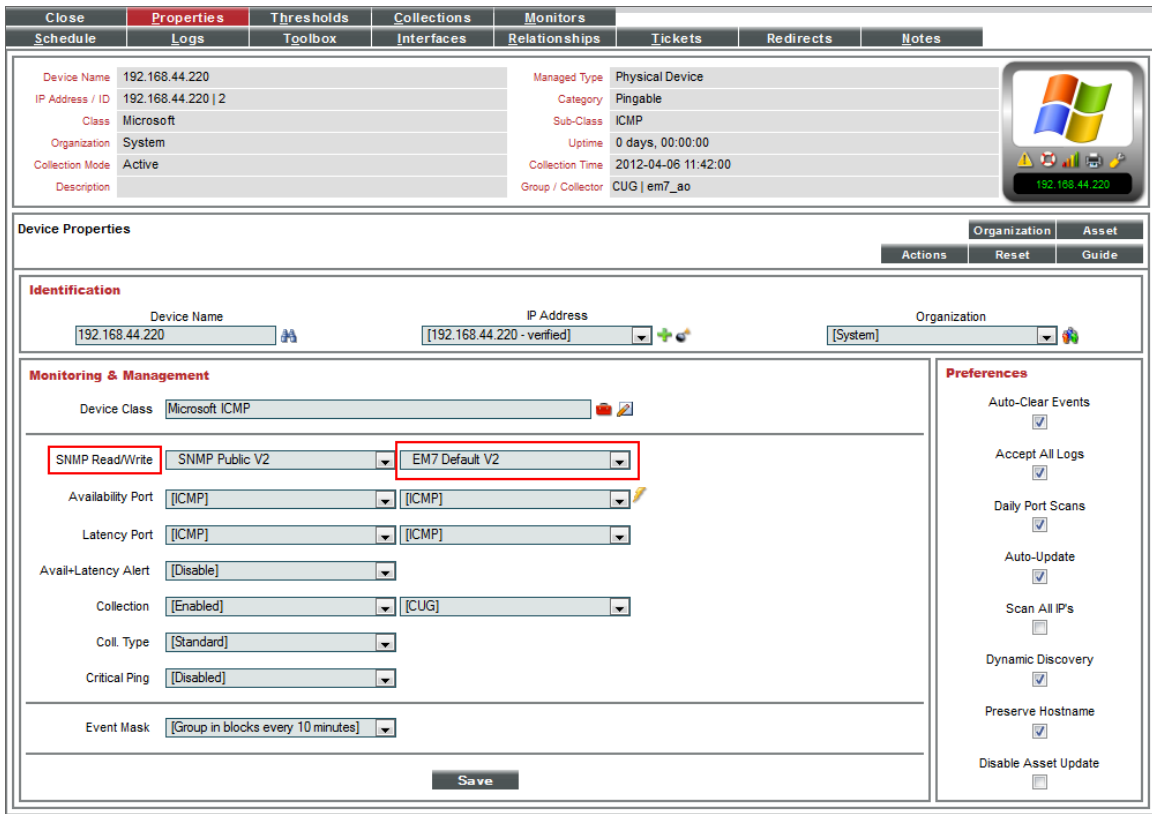 Close Properties Thresholds Collections Monitors
Schedule Logs Toolbox Interfaces Relationships Tickets Redirects Notes
Device Name 192.168.44.220 Managed Type Physical Device
IP Address / ID 192.168.44.220 | 2 Category Pingable
Class Microsoft Sub-Class ICMP
Organization System Uptime 0 days, 00:00:00
Collection Mode Active Collection Time 2012-04-06 11:42:00
Description Group / Collector CUG | em7_ao
192.168.44.220
Device Properties Organization Asset
Actions Reset Guide
Identification
Device Name IP Address Organization
192.168.44.220 [192.168.44.220 - verified] [System]
Monitoring & Management
Device Class Microsoft ICMP
SNMP Read/Write SNMP Public V2 EM7 Default V2
Availability Port [ICMP] [ICMP]
Latency Port [ICMP] [ICMP]
Avail+Latency Alert [Disable]
Collection [Enabled] [CUG]
Coll. Type [Standard]
Critical Ping [Disabled]
Event Mask [Group in blocks every 10 minutes]
Save
Preferences
Auto-Clear Events
Accept All Logs
Daily Port Scans
Auto-Update
Scan All IP's
Dynamic Discovery
Preserve Hostname
Disable Asset Update